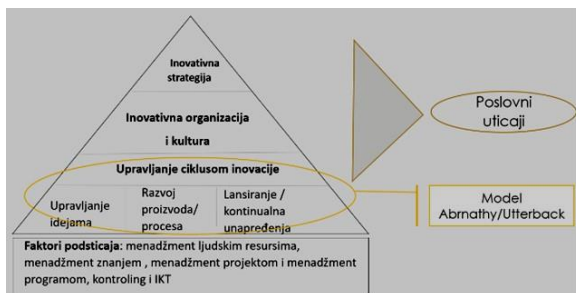 Inovativna
strategija
Inovativna organizacija
i kultura
Upravljanje ciklusom inovacije
Upravljanje
idejama
Razvoj
proizvoda/
procesa
Lansiranje /
kontinualna
unapređenja
Faktori podsticaja: menadžment ljudskim resursima,
menadžment znanjem , menadžment projektom i menadžment
programom, kontroling i IKT
Poslovni
uticaji
Model
Abrnathy/Utterback